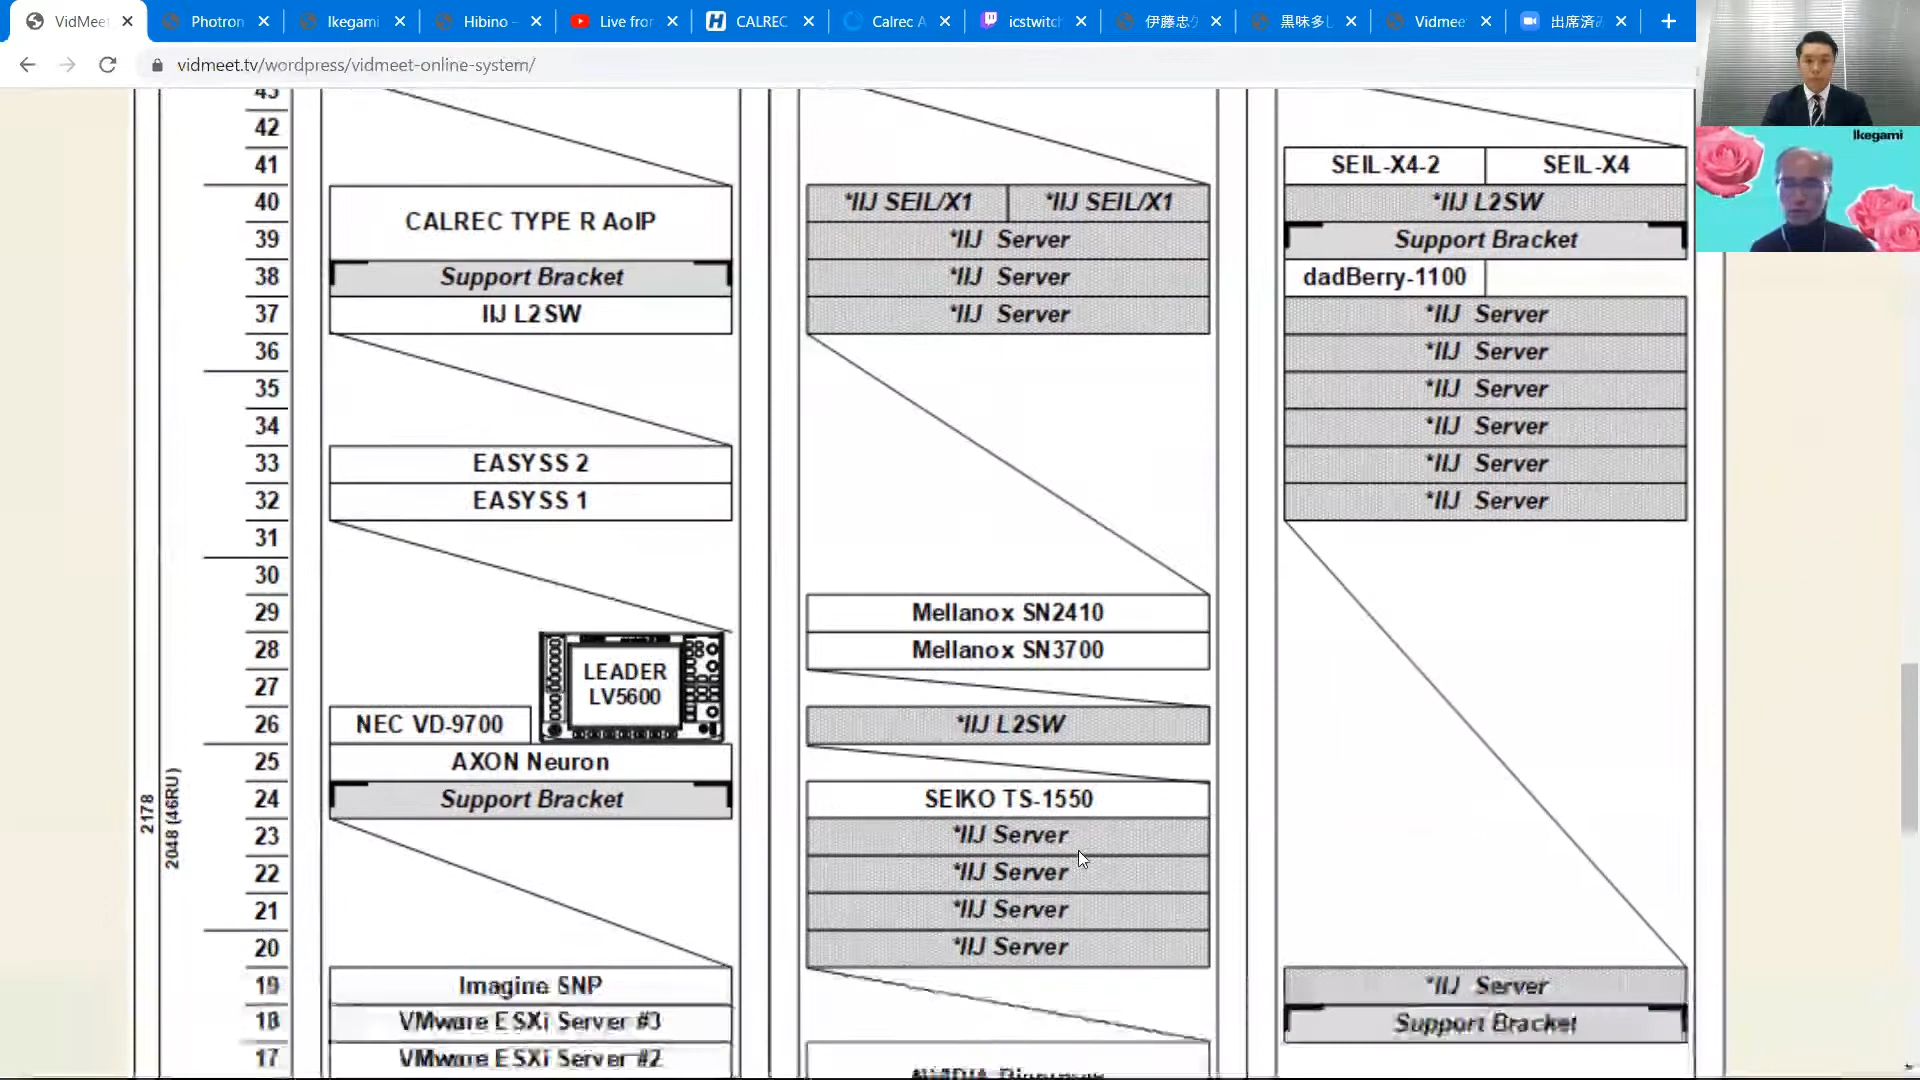 VidMeet
Photron
Ikegami
Hibino -
Live from
CALREC
Calrec A
icstwitch
伊藤忠ケ
黒味多し
Vidmeet
出席済み
vidmeet.tv/wordpress/vidmeet-online-system/
Ikegami
43
42
41
40
39
38
37
36
35
34
33
32
31
30
29
28
27
26
25
24
23
22
21
20
19
18
17
2178
2048 (46RU)
CALREC TYPE R AoIP
Support Bracket
IIJ L2SW
EASYSS 2
EASYSS 1
LEADER
LV5600
NEC VD-9700
AXON Neuron
Support Bracket
Imagine SNP
VMware ESXi Server #3
VMware ESXi Server #2
*IIJ SEIL/X1
*IIJ SEIL/X1
*IIJ Server
*IIJ Server
*IIJ Server
Mellanox SN2410
Mellanox SN3700
*IIJ L2SW
SEIKO TS-1550
*IIJ Server
*IIJ Server
*IIJ Server
*IIJ Server
SEIL-X4-2
SEIL-X4
*IIJ L2SW
Support Bracket
dadBerry-1100
*IIJ Server
*IIJ Server
*IIJ Server
*IIJ Server
*IIJ Server
*IIJ Server
*IIJ Server
Support Bracket